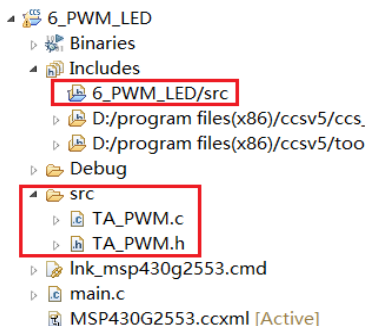 6_PWM_LED
Binaries
Includes
6_PWM_LED/src
D:/program files(x86)/ccsv5/ccs_
D:/program files(x86)/ccsv5/too
Debug
src
TA_PWM.c
TA_PWM.h
lnk_msp430g2553.cmd
main.c
MSP430G2553.ccxml [Active]